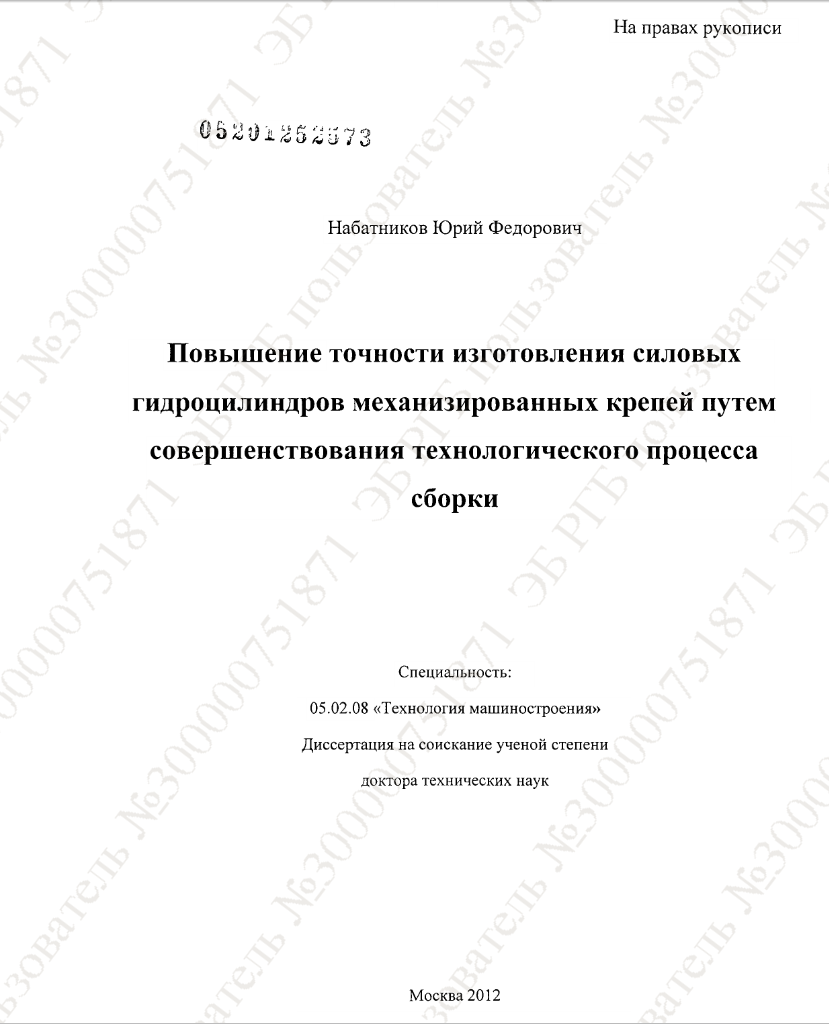 На правах рукописи
05201252573
Набатников Юрий Федорович
Повышение точности изготовления силовых
гидроцилиндров механизированных крепей путем
совершенствования технологического процесса
сборки
Специальность:
05.02.08 «Технология машиностроения»
Диссертация на соискание ученой степени
доктора технических наук
Москва 2012
ЭБ РГБ пользователь №300000751871